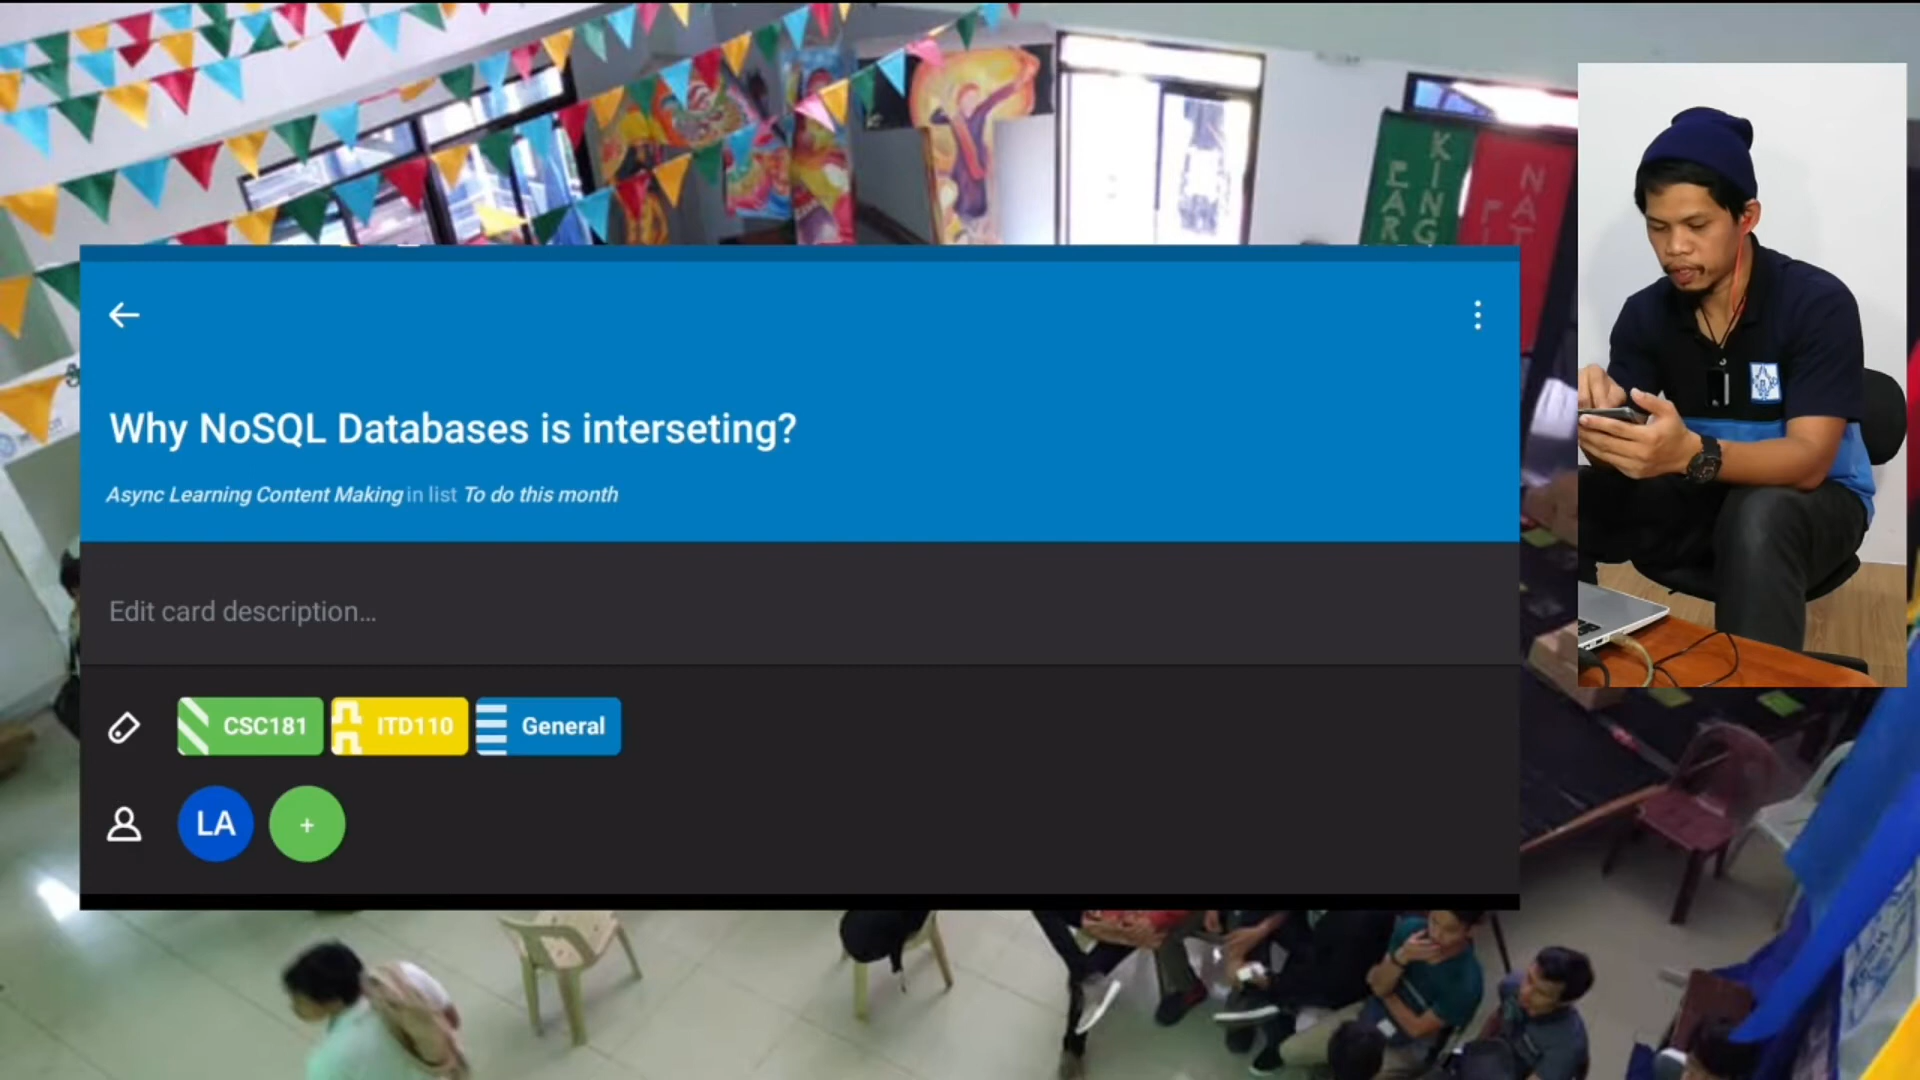 KING
Why NoSQL Databases is interseting?
Async Learning Content Making in list To do this month
Edit card description...
CSC181
ITD110
General
LA
+